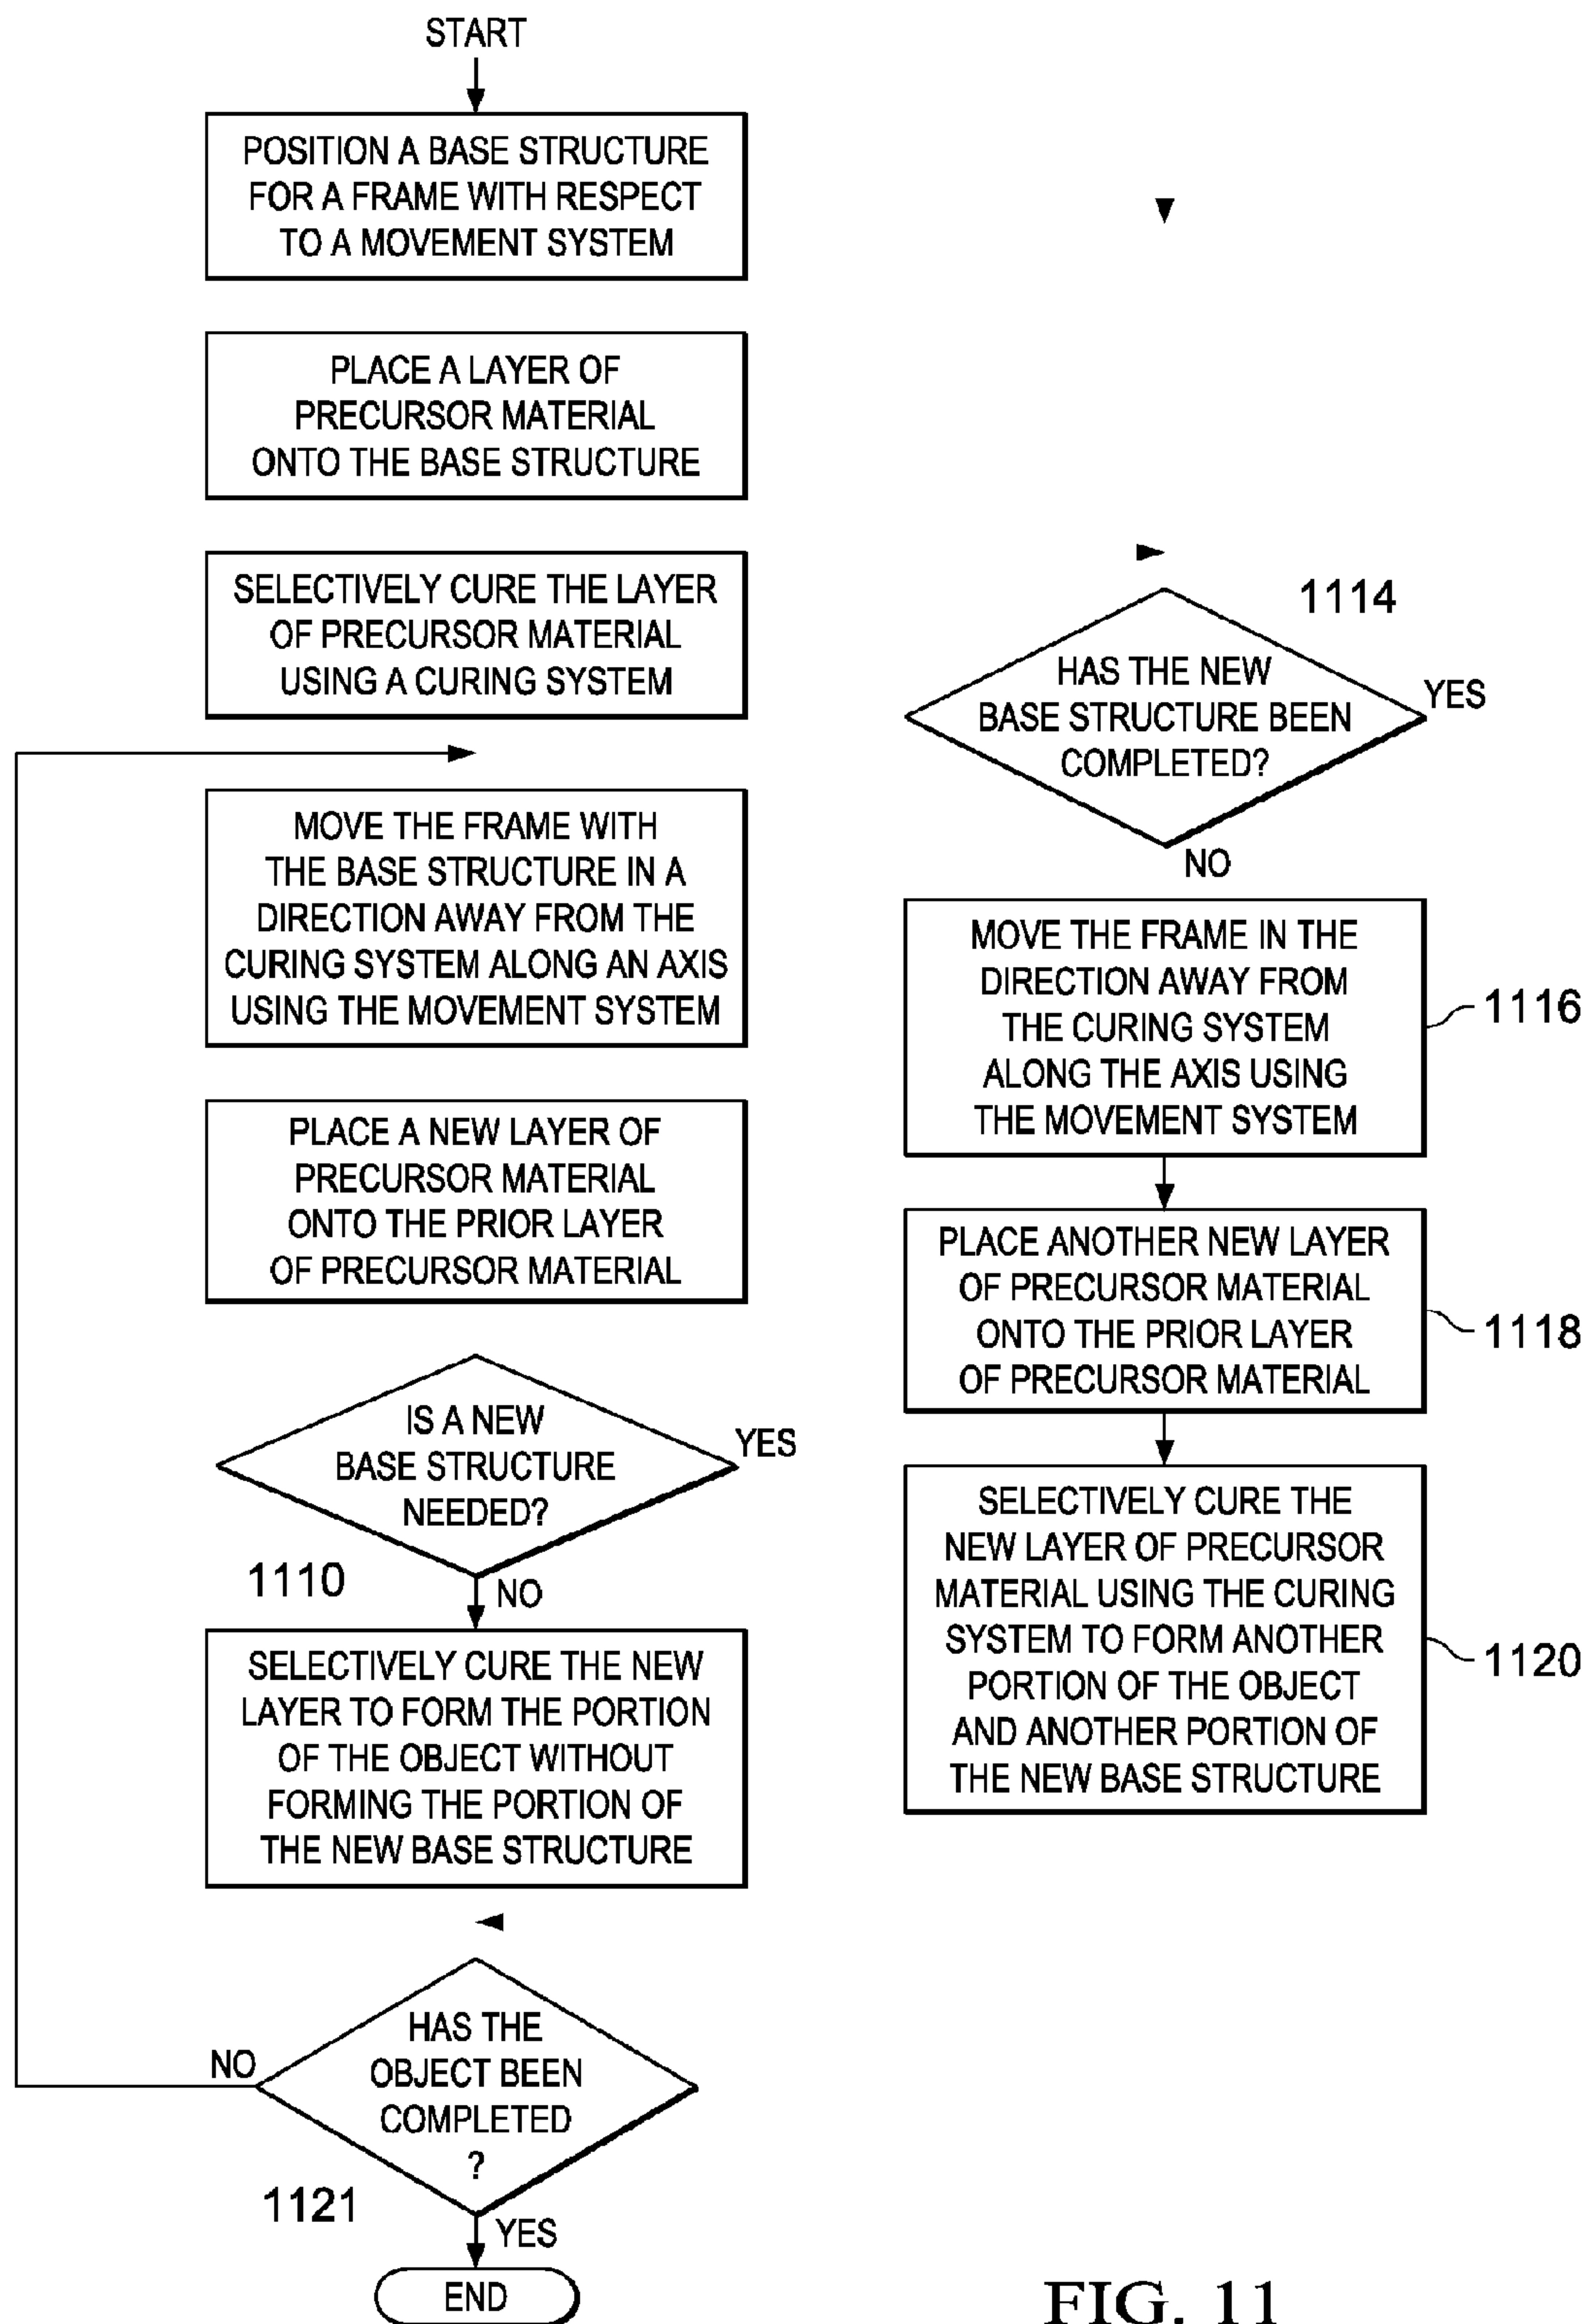 START
POSITION A BASE STRUCTURE
FOR A FRAME WITH RESPECT
TO A MOVEMENT SYSTEM
PLACE A LAYER OF
PRECURSOR MATERIAL
ONTO THE BASE STRUCTURE
SELECTIVELY CURE THE LAYER
OF PRECURSOR MATERIAL
USING A CURING SYSTEM
MOVE THE FRAME WITH
THE BASE STRUCTURE IN A
DIRECTION AWAY FROM THE
CURING SYSTEM ALONG AN AXIS
USING THE MOVEMENT SYSTEM
PLACE A NEW LAYER OF
PRECURSOR MATERIAL
ONTO THE PRIOR LAYER
OF PRECURSOR MATERIAL
IS A NEW
BASE STRUCTURE
NEEDED?
YES
1110
NO
SELECTIVELY CURE THE NEW
LAYER TO FORM THE PORTION
OF THE OBJECT WITHOUT
FORMING THE PORTION OF
THE NEW BASE STRUCTURE
HAS THE
OBJECT BEEN
COMPLETED
?
NO
1121
YES
END
1114
HAS THE NEW
BASE STRUCTURE BEEN
COMPLETED?
YES
NO
MOVE THE FRAME IN THE
DIRECTION AWAY FROM
THE CURING SYSTEM
ALONG THE AXIS USING
THE MOVEMENT SYSTEM
1116
PLACE ANOTHER NEW LAYER
OF PRECURSOR MATERIAL
ONTO THE PRIOR LAYER
OF PRECURSOR MATERIAL
1118
SELECTIVELY CURE THE
NEW LAYER OF PRECURSOR
MATERIAL USING THE CURING
SYSTEM TO FORM ANOTHER
PORTION OF THE OBJECT
AND ANOTHER PORTION OF
THE NEW BASE STRUCTURE
1120
FIG. 11